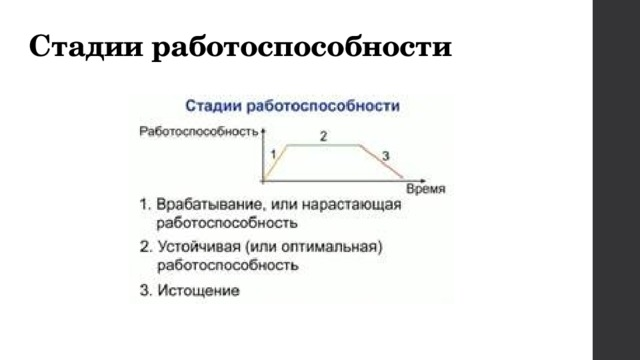 Стадии работоспособности
Стадии работоспособности
Работоспособность
2
1
3
Время
1. Врабатывание, или нарастающая
работоспособность
2. Устойчивая (или оптимальная)
работоспособность
3. Истощение